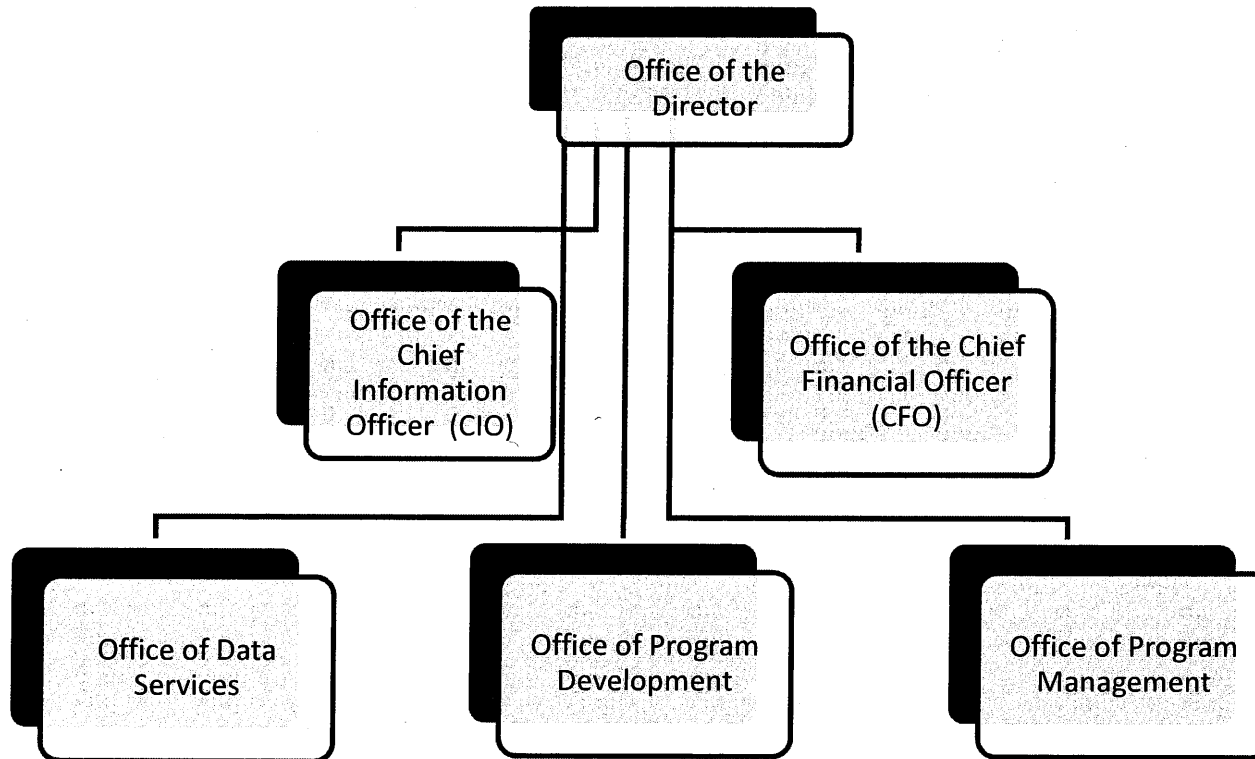 Office of the
Director
Office of the
Chief
Information
Officer (CIO)
Office of the Chief
Financial Officer
(CFO)
Office of Data
Services
Office of Program
Development
Office of Program
Management